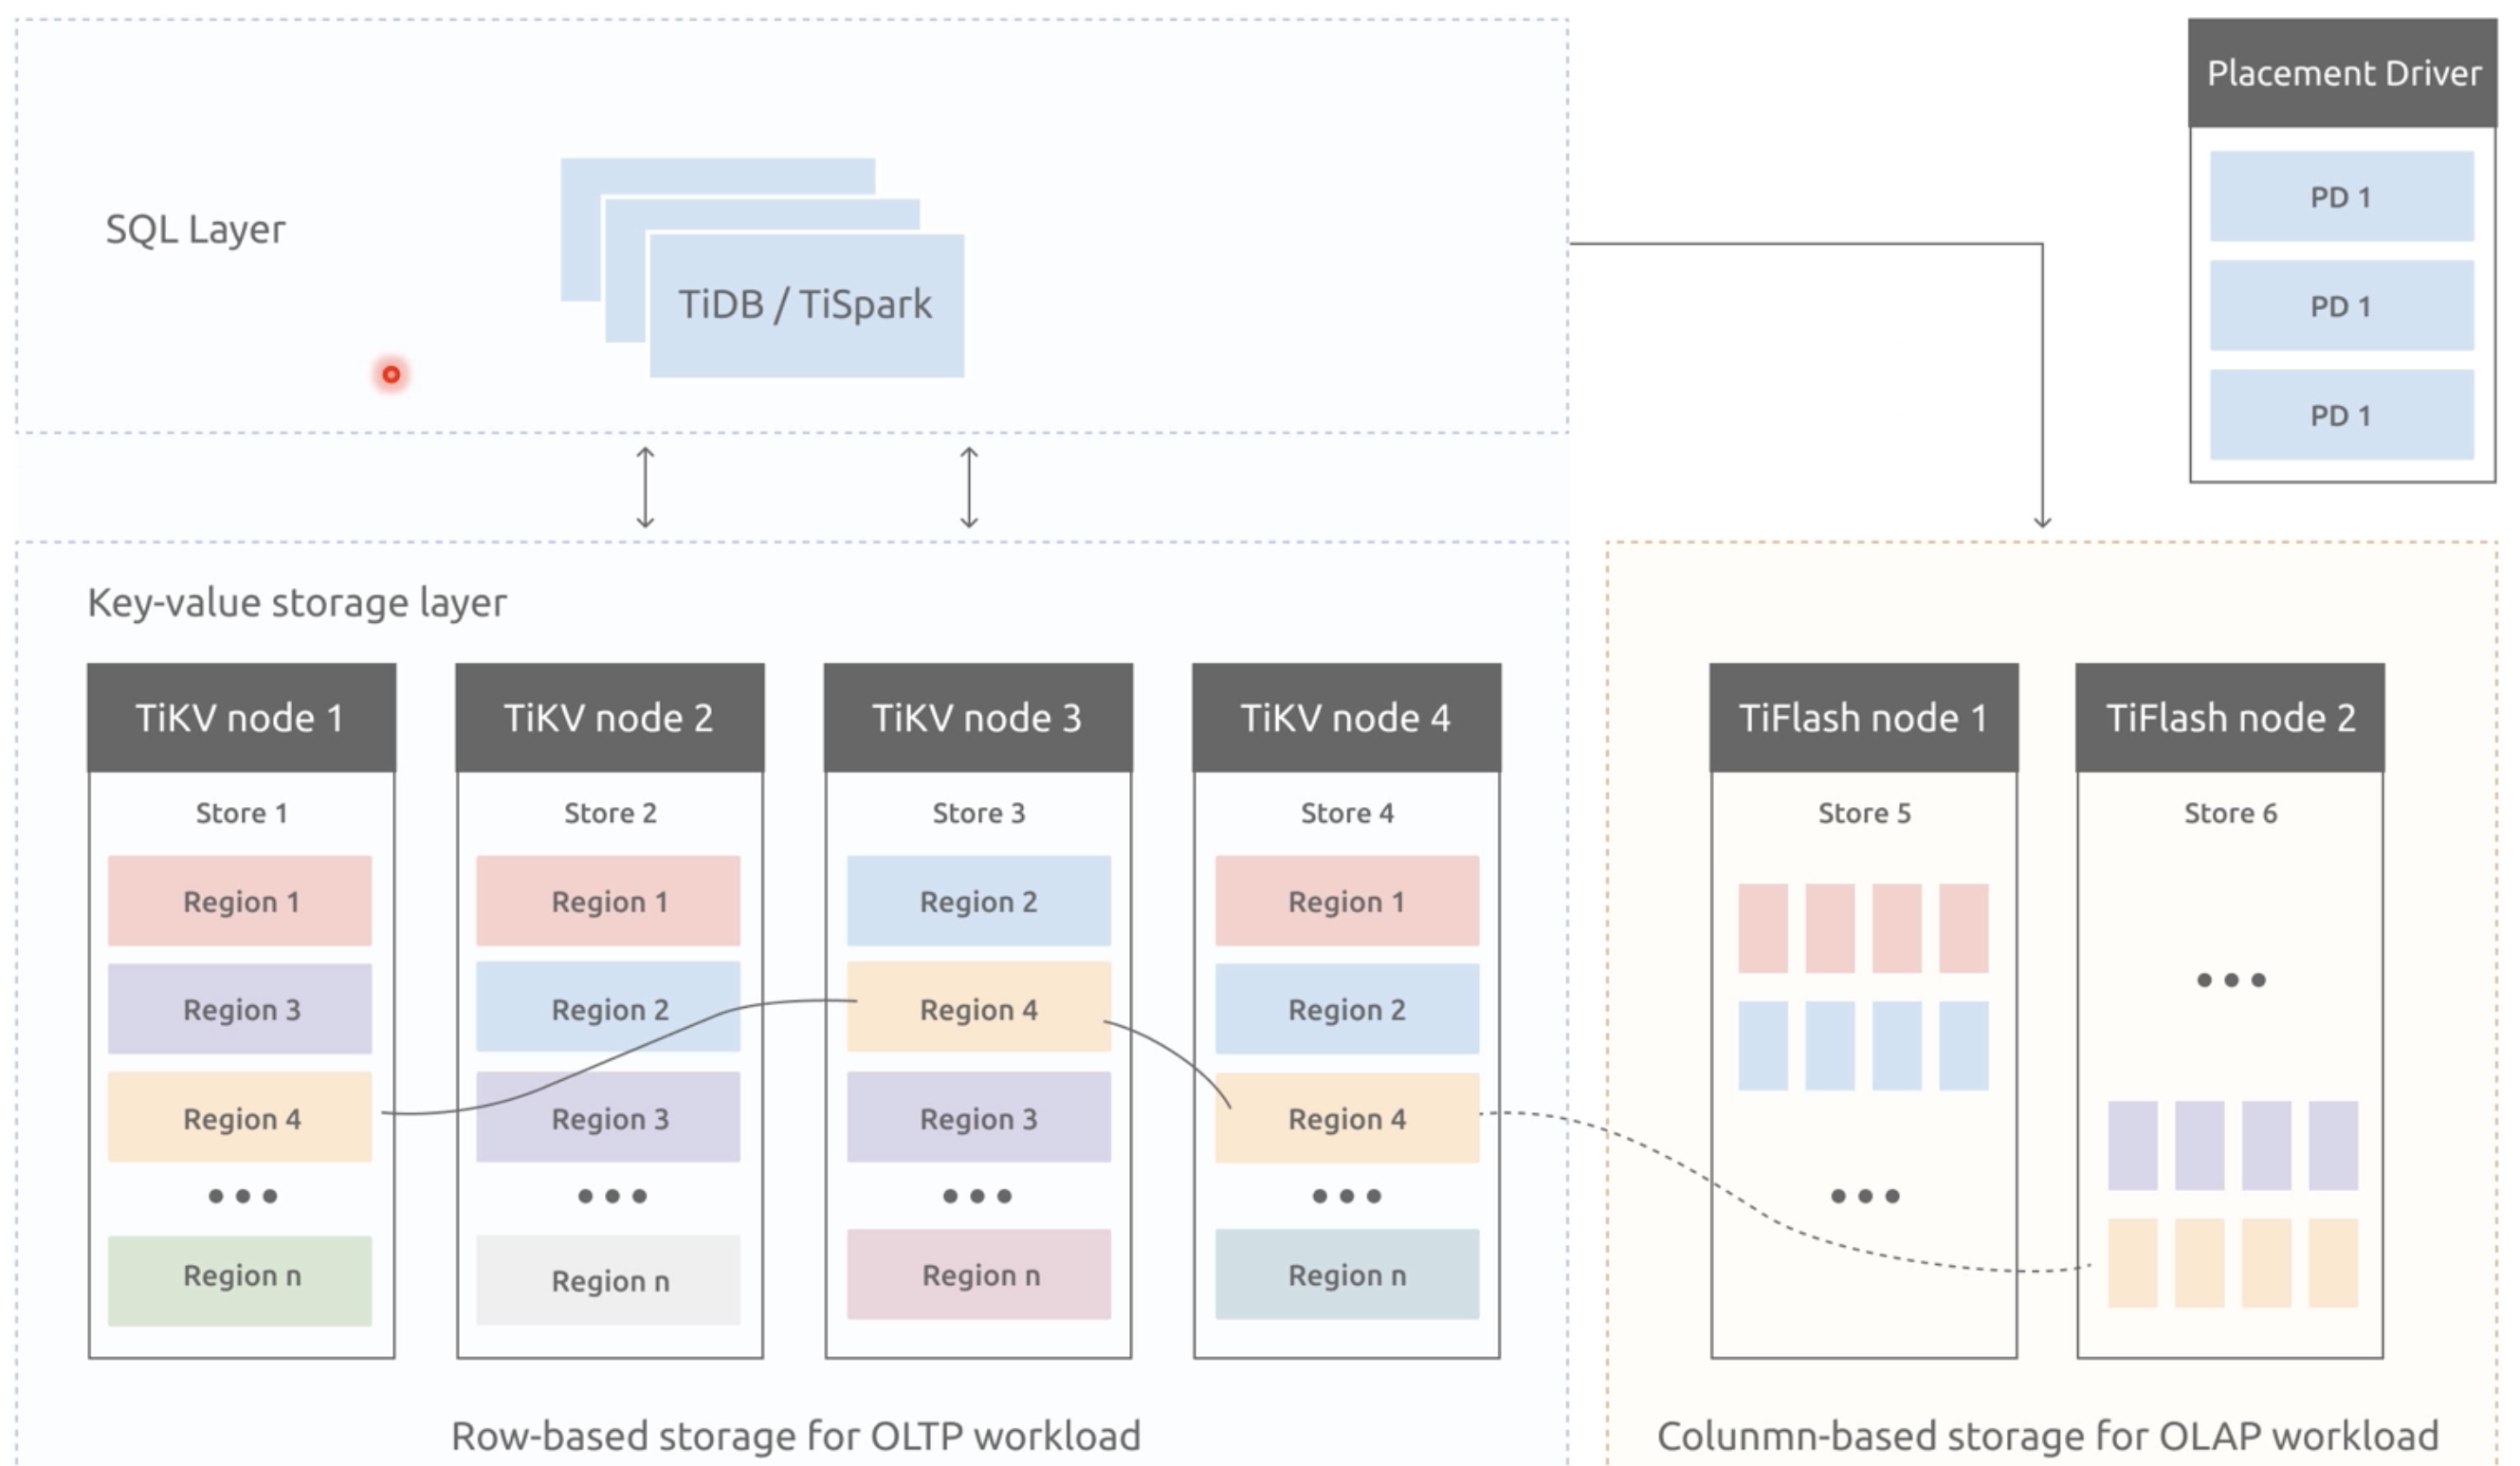 Placement Driver
PD 1
PD 1
PD 1
SQL Layer
TiDB / TiSpark
Key-value storage layer
TiKV node 1
Store 1
Region 1
Region 3
Region 4
Region n
TiKV node 2
Store 2
Region 1
Region 2
Region 3
Region n
TiKV node 3
Store 3
Region 2
Region 4
Region 3
Region n
TiKV node 4
Store 4
Region 1
Region 2
Region 4
Region n
Row-based storage for OLTP workload
TiFlash node 1
Store 5
TiFlash node 2
Store 6
Colunmn-based storage for OLAP workload